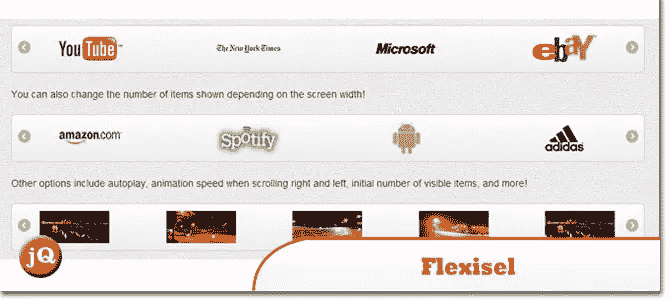 YouTube™ The New York Times Microsoft ebay™
You can also change the number of items shown depending on the screen width!
amazon.com Spotify adidas
Other options include autoplay, animation speed when scrolling right and left, initial number of visible items, and more!
jQ Flexisel